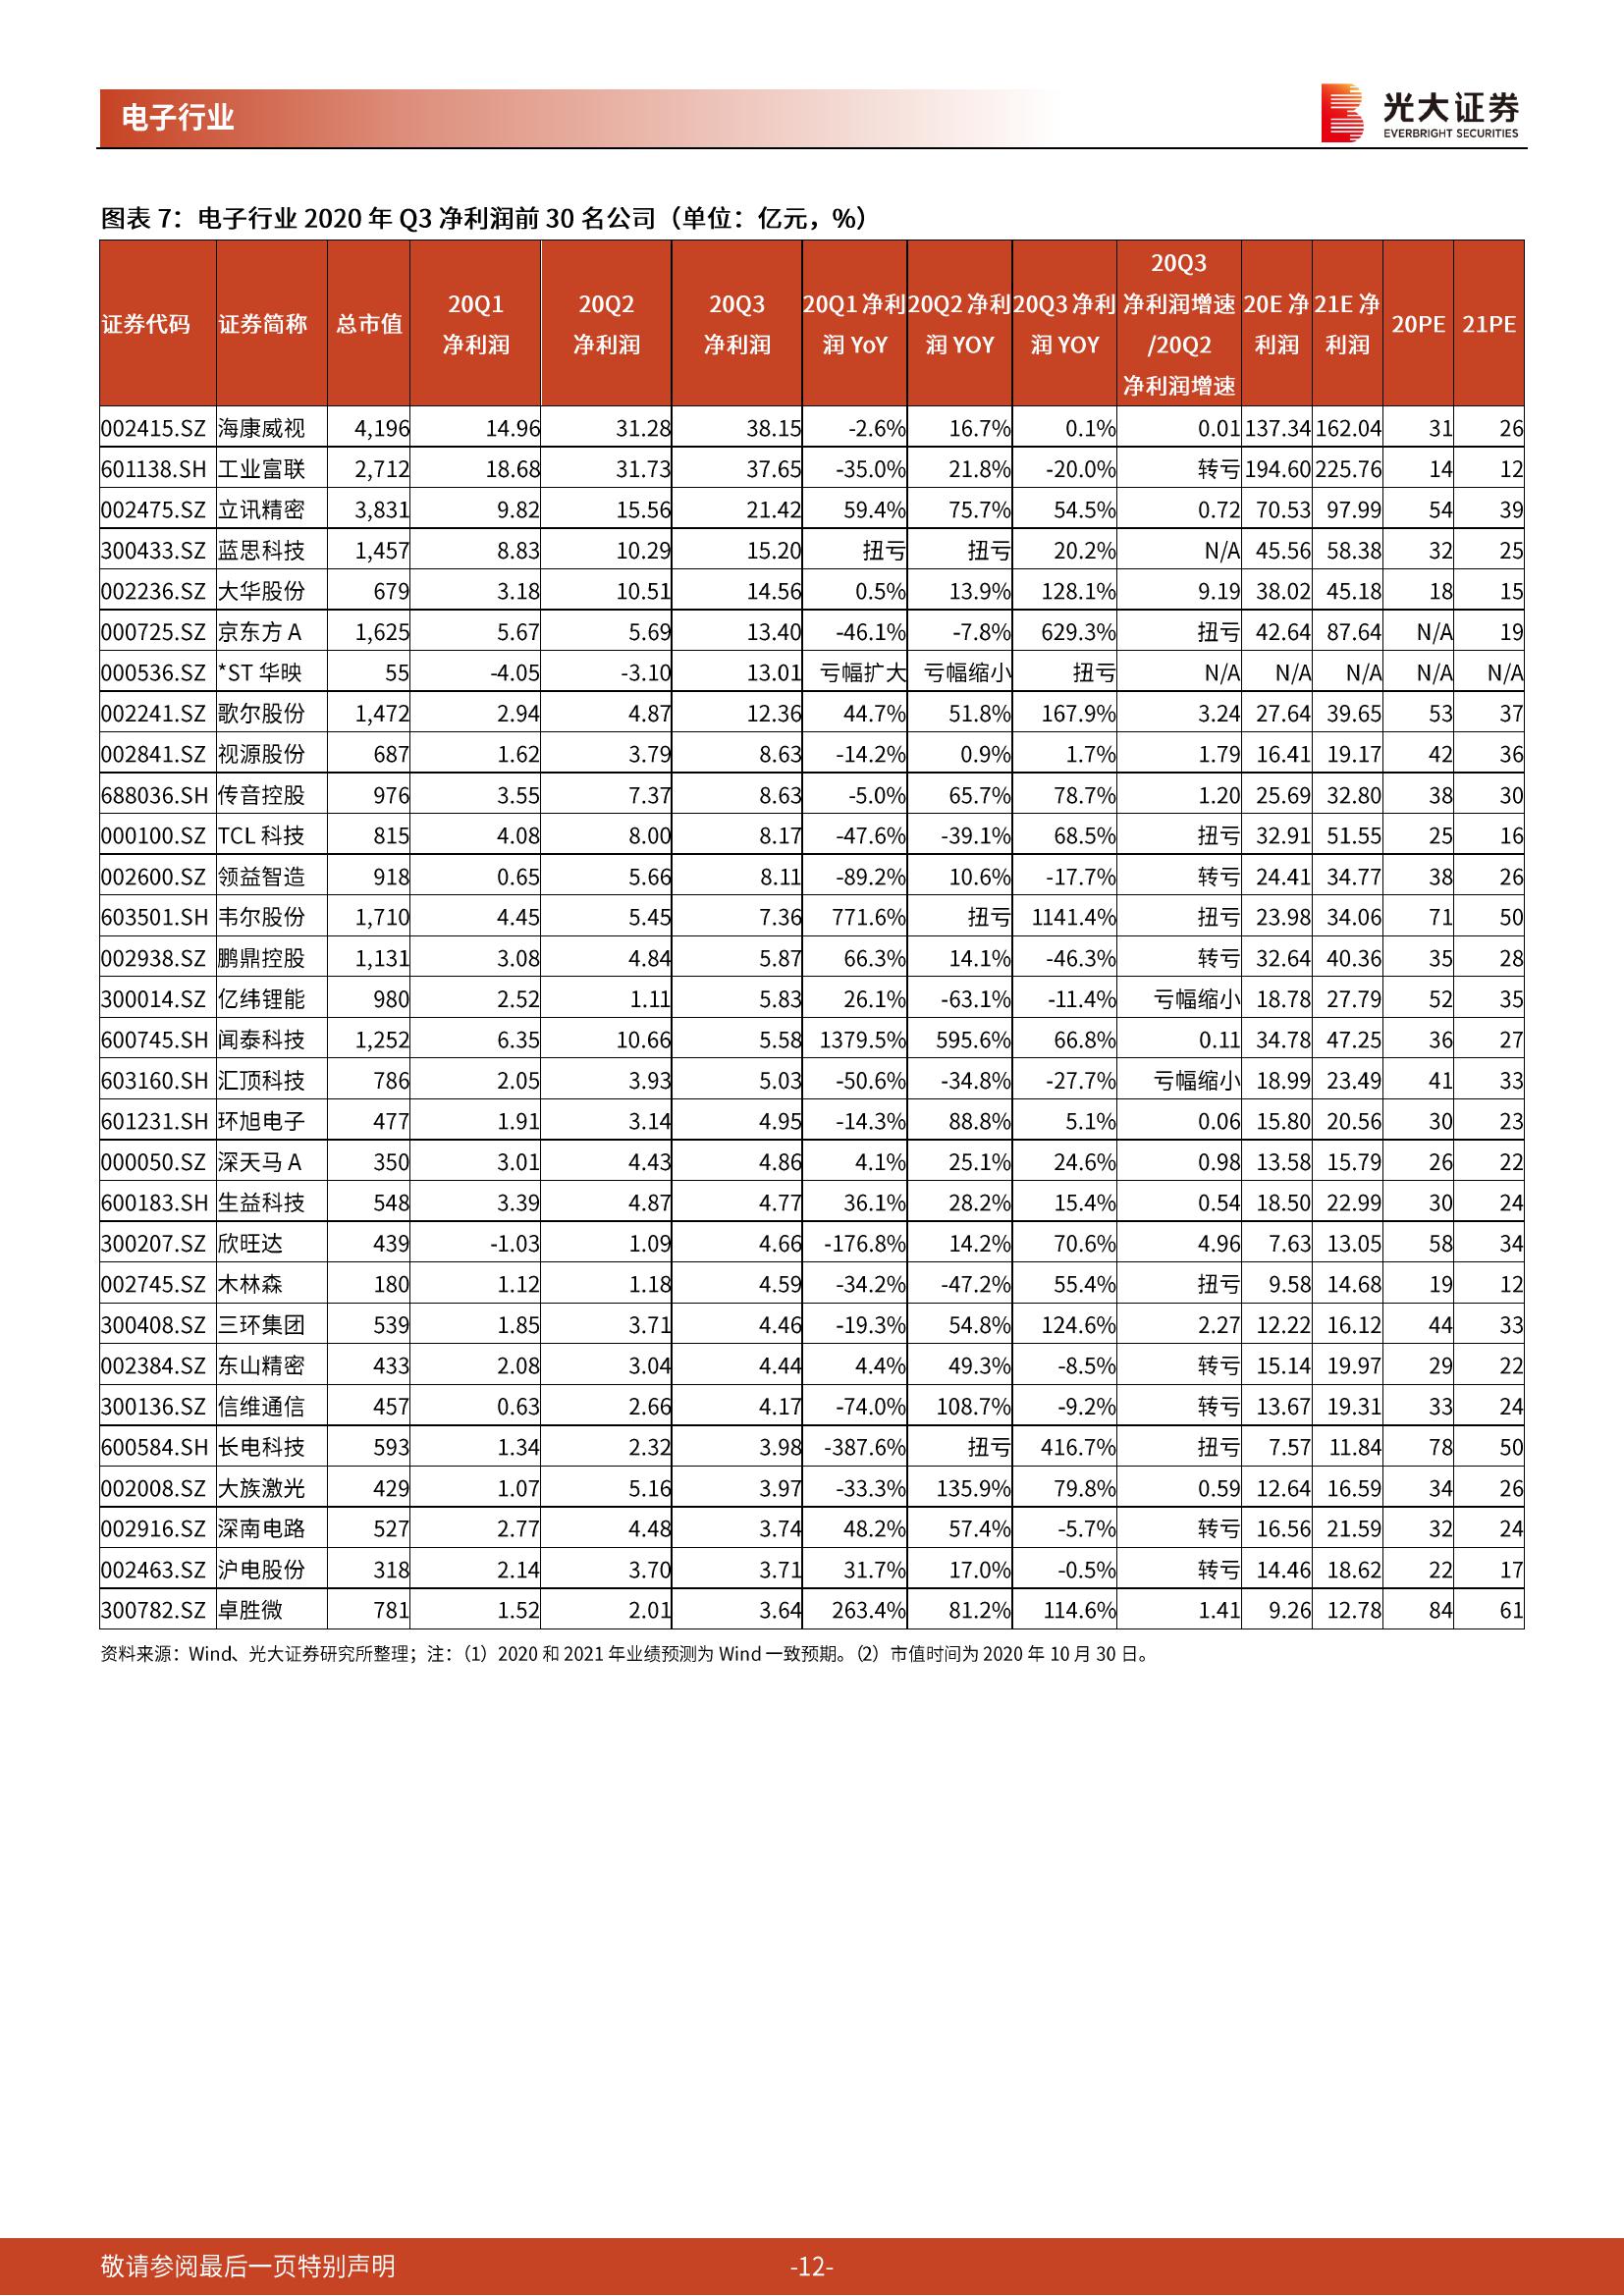 电子行业
光大证券
EVERBRIGHT SECURITIES
图表 7：电子行业 2020 年 Q3 净利润前 30 名公司（单位：亿元，%）
证券代码 证券简称 总市值 20Q1 净利润 20Q2 净利润 20Q3 净利润 20Q1 净利润 YoY 20Q2 净利润 YOY 20Q3 净利润 YOY 20Q3 净利润增速 /20Q2 净利润增速 20E 净利润 21E 净利润 20PE 21PE
002415.SZ 海康威视 4,196 14.96 31.28 38.15 -2.6% 16.7% 0.1% 0.01 137.34 162.04 31 26
601138.SH 工业富联 2,712 18.68 31.73 37.65 -35.0% 21.8% -20.0% 转亏 194.60 225.76 14 12
002475.SZ 立讯精密 3,831 9.82 15.56 21.42 59.4% 75.7% 54.5% 0.72 70.53 97.99 54 39
300433.SZ 蓝思科技 1,457 8.83 10.29 15.20 扭亏 扭亏 20.2% N/A 45.56 58.38 32 25
002236.SZ 大华股份 679 3.18 10.51 14.56 0.5% 13.9% 128.1% 9.19 38.02 45.18 18 15
000725.SZ 京东方 A 1,625 5.67 5.69 13.40 -46.1% -7.8% 629.3% 扭亏 42.64 87.64 N/A 19
000536.SZ *ST 华映 55 -4.05 -3.10 13.01 亏幅扩大 亏幅缩小 扭亏 N/A N/A N/A N/A N/A
002241.SZ 歌尔股份 1,472 2.94 4.87 12.36 44.7% 51.8% 167.9% 3.24 27.64 39.65 53 37
002841.SZ 视源股份 687 1.62 3.79 8.63 -14.2% 0.9% 1.7% 1.79 16.41 19.17 42 36
688036.SH 传音控股 976 3.55 7.37 8.63 -5.0% 65.7% 78.7% 1.20 25.69 32.80 38 30
000100.SZ TCL 科技 815 4.08 8.00 8.17 -47.6% -39.1% 68.5% 扭亏 32.91 51.55 25 16
002600.SZ 领益智造 918 0.65 5.66 8.11 -89.2% 10.6% -17.7% 转亏 24.41 34.77 38 26
603501.SH 韦尔股份 1,710 4.45 5.45 7.36 771.6% 扭亏 1141.4% 扭亏 23.98 34.06 71 50
002938.SZ 鹏鼎控股 1,131 3.08 4.84 5.87 66.3% 14.1% -46.3% 转亏 32.64 40.36 35 28
300014.SZ 亿纬锂能 980 2.52 1.11 5.83 26.1% -63.1% -11.4% 亏幅缩小 18.78 27.79 52 35
600745.SH 闻泰科技 1,252 6.35 10.66 5.58 1379.5% 595.6% 66.8% 0.11 34.78 47.25 36 27
603160.SH 汇顶科技 786 2.05 3.93 5.03 -50.6% -34.8% -27.7% 亏幅缩小 18.99 23.49 41 33
601231.SH 环旭电子 477 1.91 3.14 4.95 -14.3% 88.8% 5.1% 0.06 15.80 20.56 30 23
000050.SZ 深天马 A 350 3.01 4.43 4.86 4.1% 25.1% 24.6% 0.98 13.58 15.79 26 22
600183.SH 生益科技 548 3.39 4.87 4.77 36.1% 28.2% 15.4% 0.54 18.50 22.99 30 24
300207.SZ 欣旺达 439 -1.03 1.09 4.66 -176.8% 14.2% 70.6% 4.96 7.63 13.05 58 34
002745.SZ 木林森 180 1.12 1.18 4.59 -34.2% -47.2% 55.4% 扭亏 9.58 14.68 19 12
300408.SZ 三环集团 539 1.85 3.71 4.46 -19.3% 54.8% 124.6% 2.27 12.22 16.12 44 33
002384.SZ 东山精密 433 2.08 3.04 4.44 4.4% 49.3% -8.5% 转亏 15.14 19.97 29 22
300136.SZ 信维通信 457 0.63 2.66 4.17 -74.0% 108.7% -9.2% 转亏 13.67 19.31 33 24
600584.SH 长电科技 593 1.34 2.32 3.98 -387.6% 扭亏 416.7% 扭亏 7.57 11.84 78 50
002008.SZ 大族激光 429 1.07 5.16 3.97 -33.3% 135.9% 79.8% 0.59 12.64 16.59 34 26
002916.SZ 深南电路 527 2.77 4.48 3.74 48.2% 57.4% -5.7% 转亏 16.56 21.59 32 24
002463.SZ 沪电股份 318 2.14 3.70 3.71 31.7% 17.0% -0.5% 转亏 14.46 18.62 22 17
300782.SZ 卓胜微 781 1.52 2.01 3.64 263.4% 81.2% 114.6% 1.41 9.26 12.78 84 61
资料来源：Wind、光大证券研究所整理；注：（1）2020 和 2021 年业绩预测为 Wind 一致预期。（2）市值时间为 2020 年 10 月 30 日。
敬请参阅最后一页特别声明 -12-